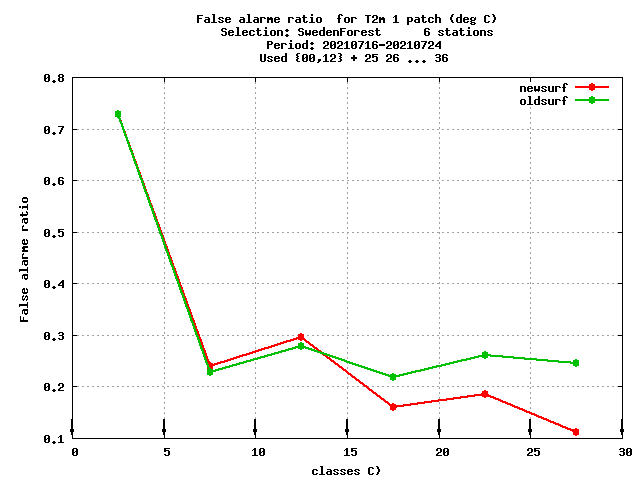 False alarme ratio  for T2m 1 patch (deg C)
Selection: SwedenForest      6 stations
Period: 20210716-20210724
Used {00,12} + 25 26 ... 36
newsurf
oldsurf
0.8
0.7
0.6
0.5
0.4
0.3
0.2
0.1
False alarme ratio
0 5 10 15 20 25 30
classes C)